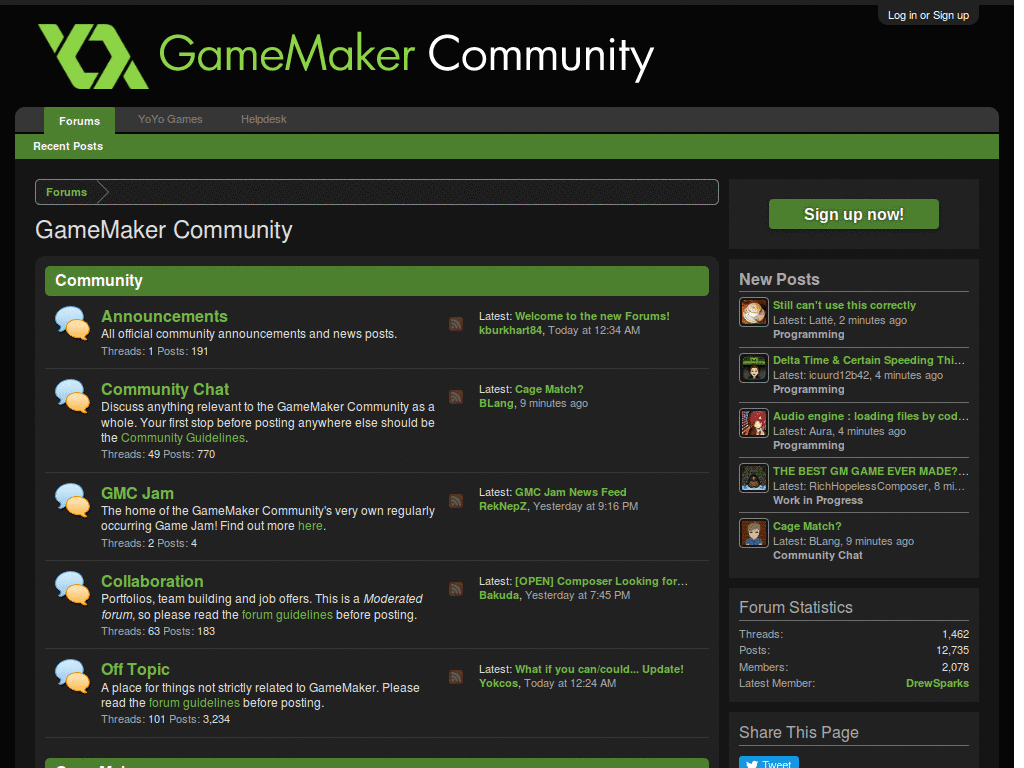 Log in or Sign up
GameMaker Community
Forums
YoYo Games
Helpdesk
Recent Posts
Forums
GameMaker Community
Community
Announcements
All official community announcements and news posts.
Threads: 1 Posts: 191
Latest: Welcome to the new Forums!
kburkhart84, Today at 12:34 AM
Community Chat
Discuss anything relevant to the GameMaker Community as a
whole. Your first stop before posting anywhere else should be
the Community Guidelines.
Threads: 49 Posts: 770
Latest: Cage Match?
BLang, 9 minutes ago
GMC Jam
The home of the GameMaker Community's very own regularly
occurring Game Jam! Find out more here.
Threads: 2 Posts: 4
Latest: GMC Jam News Feed
RekNepZ, Yesterday at 9:16 PM
Collaboration
Portfolios, team building and job offers. This is a Moderated
forum, so please read the forum guidelines before posting.
Threads: 63 Posts: 183
Latest: [OPEN] Composer Looking for...
Bakuda, Yesterday at 7:45 PM
Off Topic
A place for things not strictly related to GameMaker. Please
read the forum guidelines before posting.
Threads: 101 Posts: 3,234
Latest: What if you can/could... Update!
Yokcos, Today at 12:24 AM
Sign up now!
New Posts
Still can't use this correctly
Latest: Latté, 2 minutes ago
Programming
Delta Time & Certain Speeding Thi...
Latest: icuurd12b42, 4 minutes ago
Programming
Audio engine : loading files by cod...
Latest: Aura, 4 minutes ago
Programming
THE BEST GM GAME EVER MADE?...
Latest: RichHopelessComposer, 8 mi...
Work in Progress
Cage Match?
Latest: BLang, 9 minutes ago
Community Chat
Forum Statistics
Threads: 1,462
Posts: 12,735
Members: 2,078
Latest Member: DrewSparks
Share This Page
Tweet